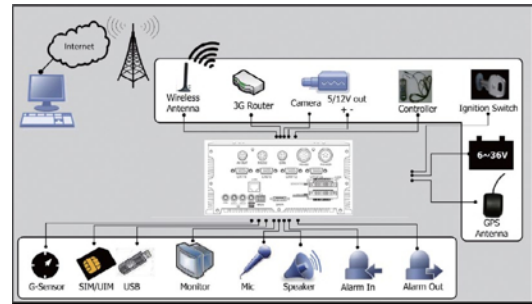 Internet
Wireless
Antenna
3G Router
Camera
5/12V out
+ -
Controller
Ignition Switch
6~36V
GPS
Antenna
G-Sensor
SIM/UIM
USB
Monitor
Mic
Speaker
Alarm In
Alarm Out